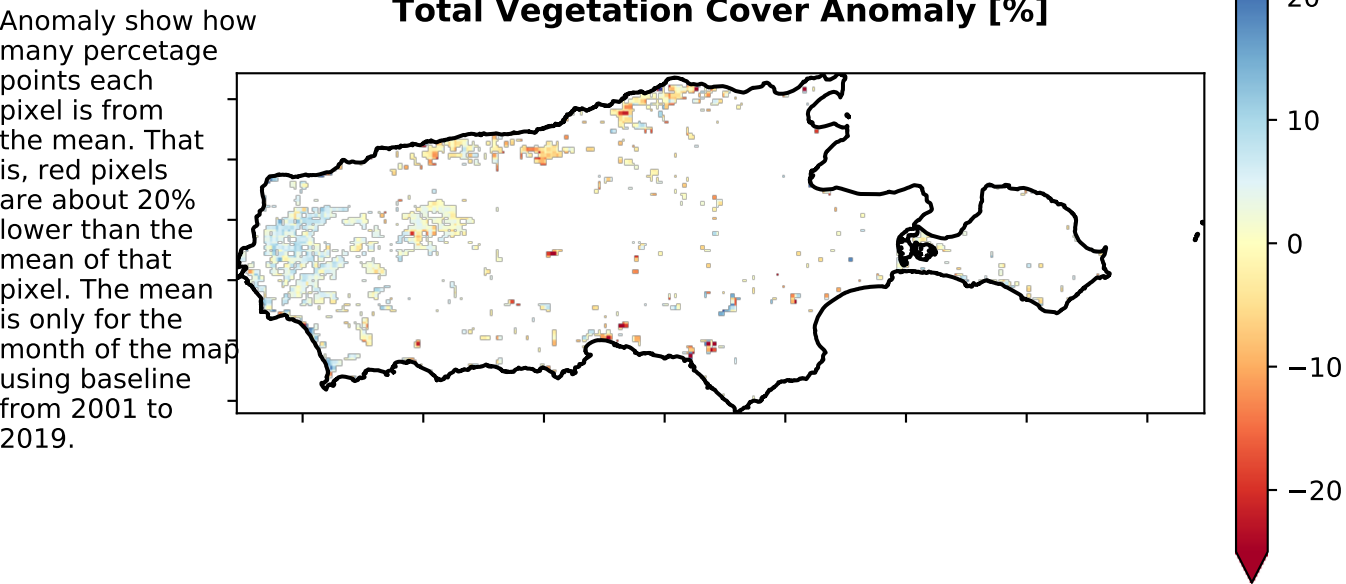 Total Vegetation Cover Anomaly [%]
Anomaly show how
many percetage
points each
pixel is from
the mean. That
is, red pixels
are about 20%
lower than the
mean of that
pixel. The mean
is only for the
month of the map
using baseline
from 2001 to
2019.
20
10
0
−10
−20